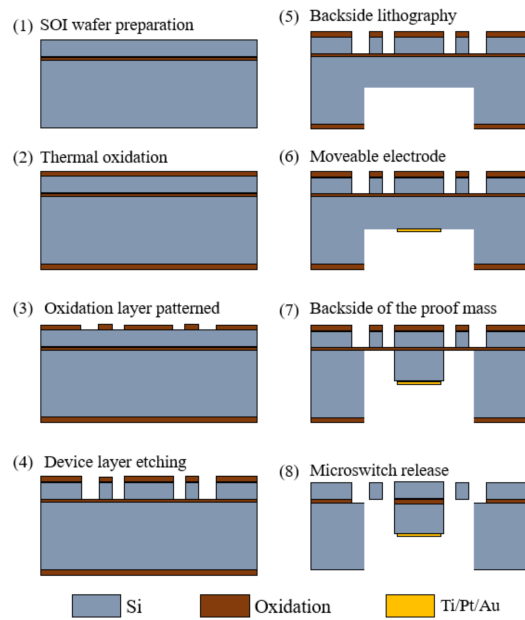 (1) SOI wafer preparation
(2) Thermal oxidation
(3) Oxidation layer patterned
(4) Device layer etching
(5) Backside lithography
(6) Moveable electrode
(7) Backside of the proof mass
(8) Microswitch release
Si
Oxidation
Ti/Pt/Au